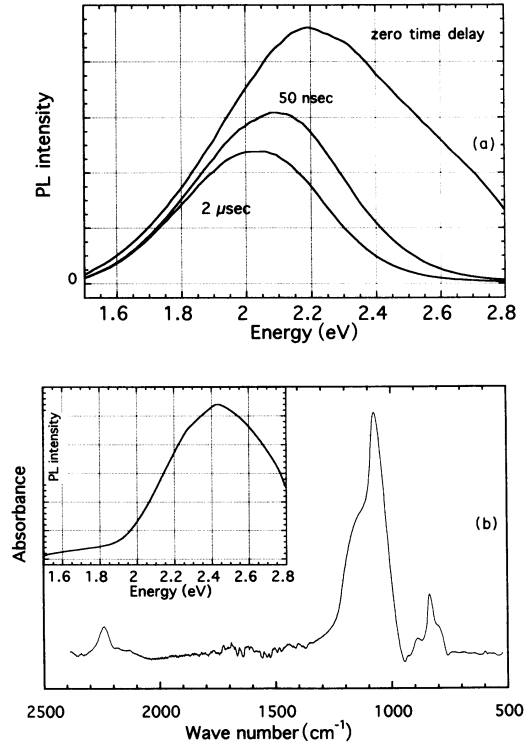 zero time delay
50 nsec
(a)
2 µsec
PL intensity
0
1.6 1.8 2 2.2 2.4 2.6 2.8
Energy (eV)
PL intensity
1.6 1.8 2 2.2 2.4 2.6 2.8
Energy (eV)
Absorbance
(b)
2500 2000 1500 1000 500
Wave number (cm⁻¹)